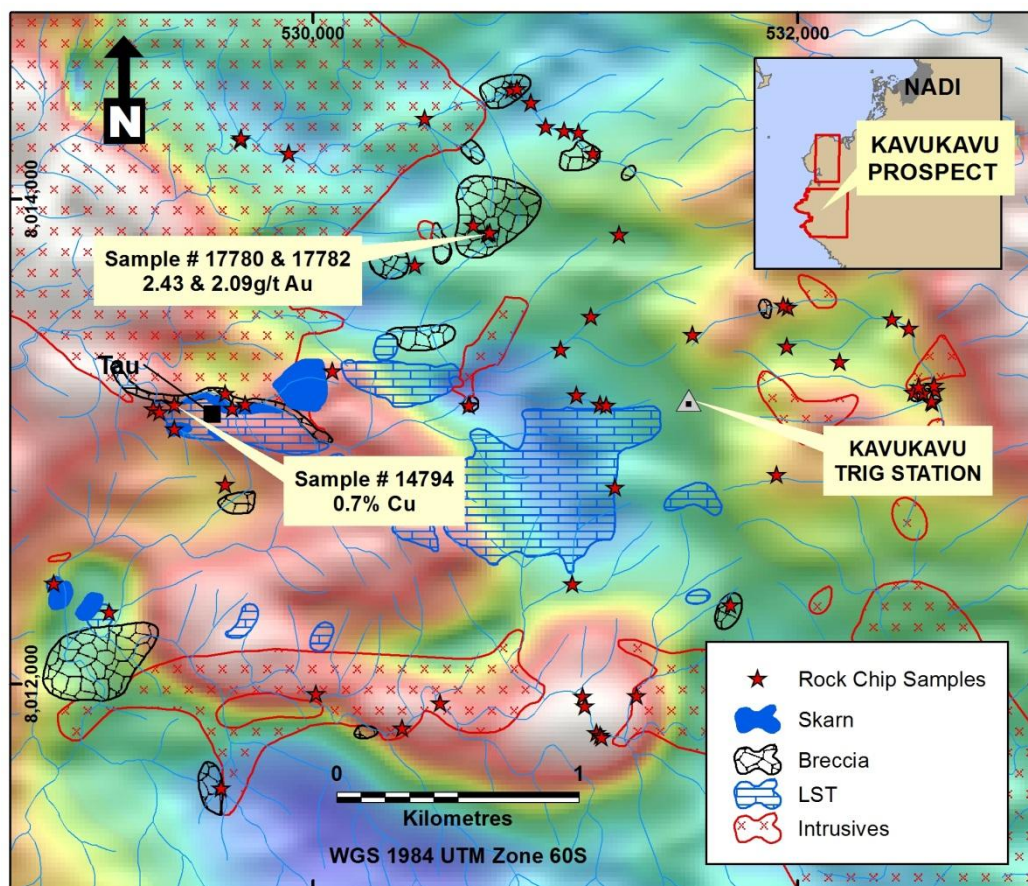 530,000
532,000
N
NADI
KAVUKAVU
PROSPECT
8,014,000
Sample # 17780 & 17782
2.43 & 2.09g/t Au
Tau
Sample # 14794
0.7% Cu
KAVUKAVU
TRIG STATION
8,012,000
Rock Chip Samples
Skarn
Breccia
LST
Intrusives
0
1
Kilometres
WGS 1984 UTM Zone 60S